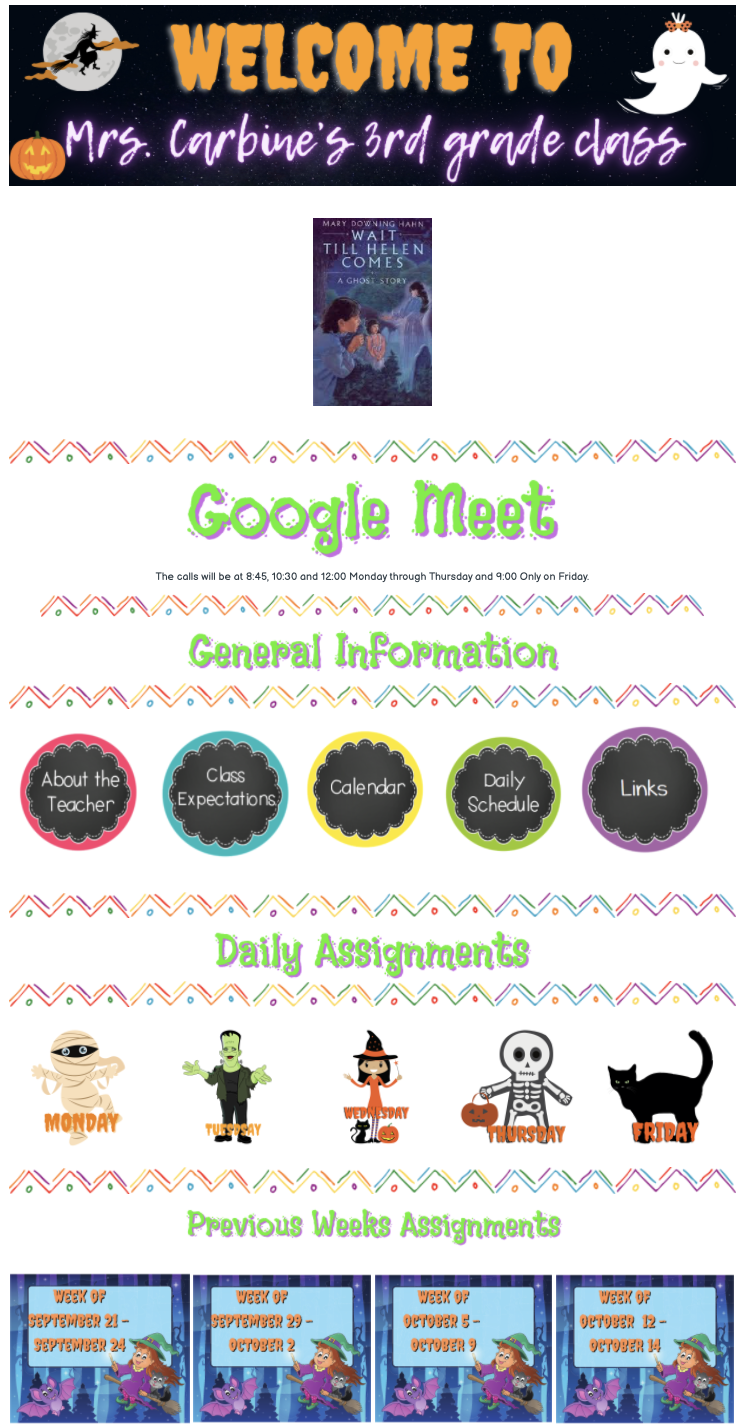 WELCOME TO
Mrs. Carbine's 3rd grade class
MARY DOWNING HAHN
WAIT
TILL HELEN
COMES
A GHOST STORY
Google Meet
The calls will be at 8:45, 10:30 and 12:00 Monday through Thursday and 9:00 Only on Friday.
General Information
About the
Teacher
Class
Expectations
Calendar
Daily
Schedule
Links
Daily Assignments
MONDAY
TUESDSAY
WEDNESDAY
THURSDAY
FRIDAY
Previous Weeks Assignments
WEEK OF
SEPTEMBER 21 –
SEPTEMBER 24
WEEK OF
SEPTEMBER 29 –
OCTOBER 2
WEEK OF
OCTOBER 5 –
OCTOBER 9
WEEK OF
OCTOBER 12 –
OCTOBER 14